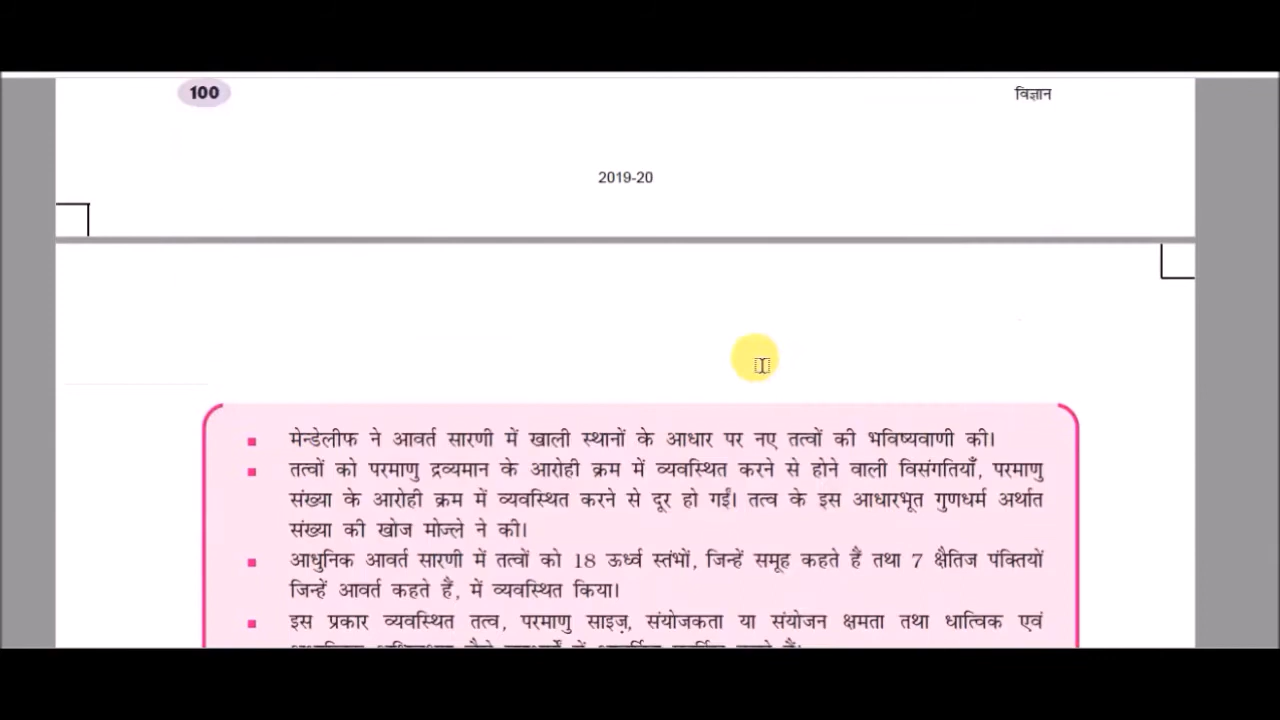 100
विज्ञान
2019-20
मेन्डेलीफ ने आवर्त सारणी में खाली स्थानों के आधार पर नए तत्वों की भविष्यवाणी की।
तत्वों को परमाणु द्रव्यमान के आरोही क्रम में व्यवस्थित करने से होने वाली विसंगतियाँ, परमाणु
संख्या के आरोही क्रम में व्यवस्थित करने से दूर हो गईं। तत्व के इस आधारभूत गुणधर्म अर्थात
संख्या की खोज मोज्ले ने की।
आधुनिक आवर्त सारणी में तत्वों को 18 ऊर्ध्व स्तंभों, जिन्हें समूह कहते हैं तथा 7 क्षैतिज पंक्तियों
जिन्हें आवर्त कहते हैं, में व्यवस्थित किया।
इस प्रकार व्यवस्थित तत्व, परमाणु साइज़, संयोजकता या संयोजन क्षमता तथा धात्विक एवं